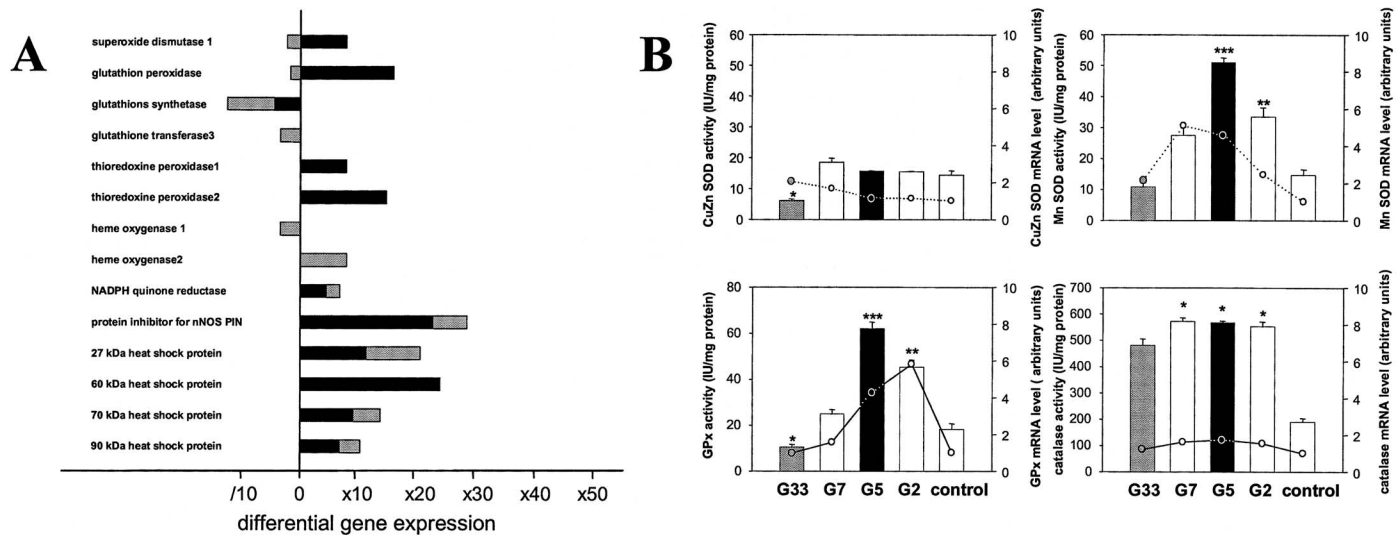 A
superoxide dismutase 1
glutathion peroxidase
glutathions synthetase
glutathione transferase3
thioredoxine peroxidase1
thioredoxine peroxidase2
heme oxygenase 1
heme oxygenase2
NADPH quinone reductase
protein inhibitor for nNOS PIN
27 kDa heat shock protein
60 kDa heat shock protein
70 kDa heat shock protein
90 kDa heat shock protein
/10 0 x10 x20 x30 x40 x50
differential gene expression
B
CuZn SOD activity (IU/mg protein)
60
50
40
30
20
10
0
*
10
8
6
4
2
0
CuZn SOD mRNA level (arbitrary units)
Mn SOD activity (IU/mg protein)
60
50
40
30
20
10
0
***
**
10
8
6
4
2
0
Mn SOD mRNA level (arbitrary units)
GPx activity (IU/mg protein)
80
60
40
20
0
*
***
**
10
8
6
4
2
0
G33 G7 G5 G2 control
GPx mRNA level ( arbitrary units)
catalase activity (IU/mg protein)
700
600
500
400
300
200
100
0
* * *
10
8
6
4
2
0
G33 G7 G5 G2 control
catalase mRNA level (arbitrary units)